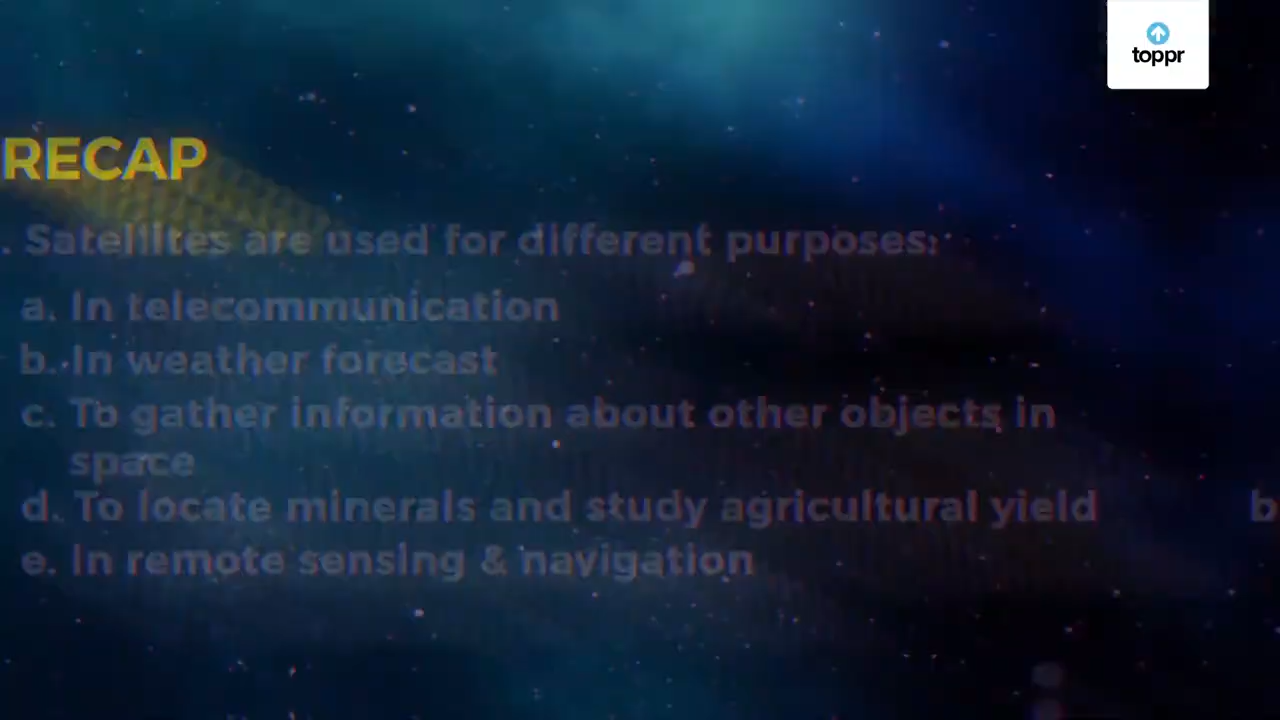 toppr
RECAP
. Satellites are used for different purposes:
a. In telecommunication
b. In weather forecast
c. To gather information about other objects in
space
d. To locate minerals and study agricultural yield
e. In remote sensing & navigation